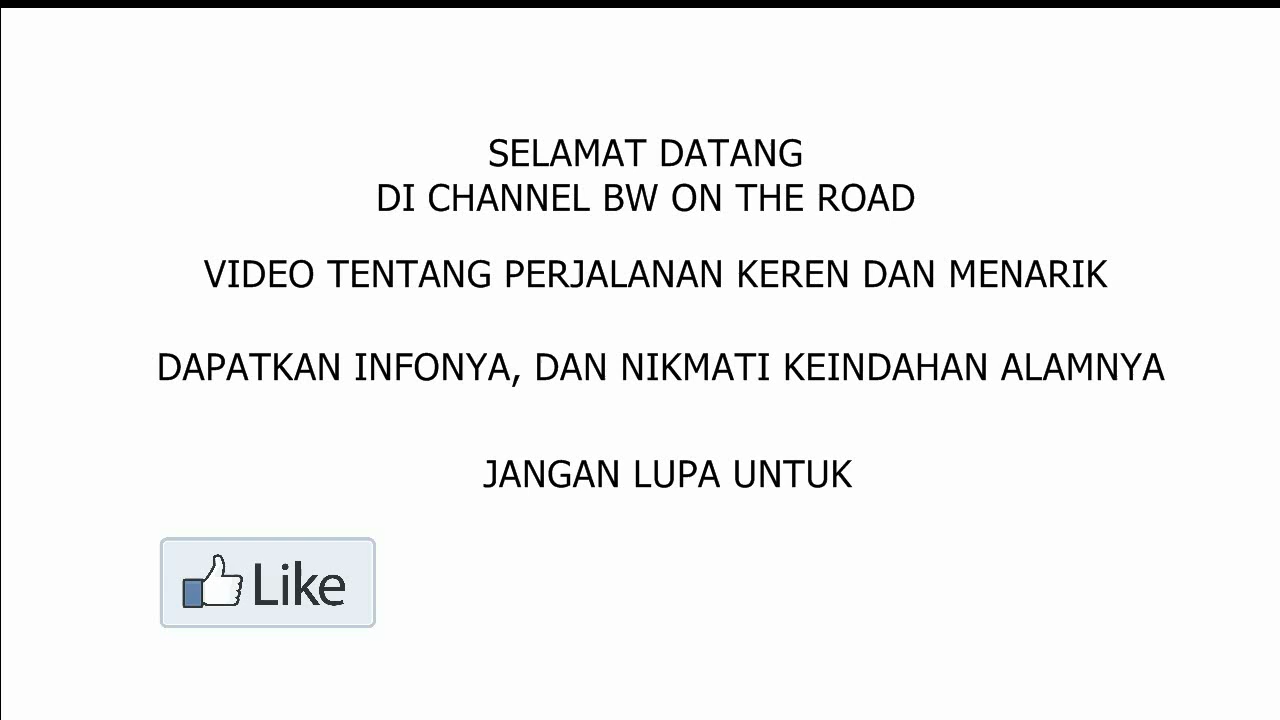 SELAMAT DATANG
DI CHANNEL BW ON THE ROAD
VIDEO TENTANG PERJALANAN KEREN DAN MENARIK
DAPATKAN INFONYA, DAN NIKMATI KEINDAHAN ALAMNYA
JANGAN LUPA UNTUK
Like